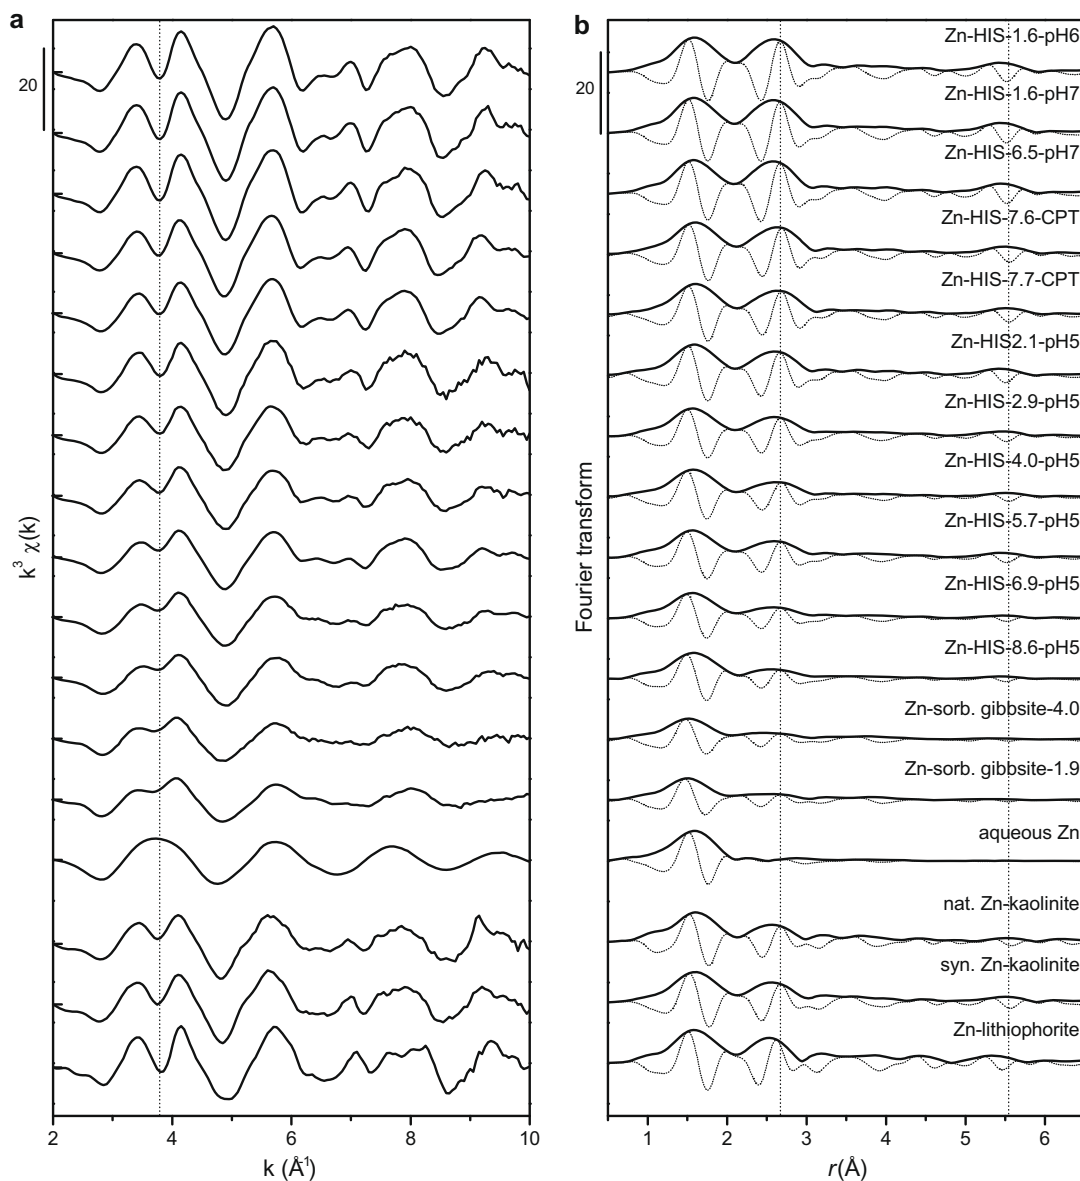 a
20
k³ χ(k)
2 4 6 8 10
k (Å⁻¹)
b
20
Fourier transform
Zn-HIS-1.6-pH6
Zn-HIS-1.6-pH7
Zn-HIS-6.5-pH7
Zn-HIS-7.6-CPT
Zn-HIS-7.7-CPT
Zn-HIS2.1-pH5
Zn-HIS-2.9-pH5
Zn-HIS-4.0-pH5
Zn-HIS-5.7-pH5
Zn-HIS-6.9-pH5
Zn-HIS-8.6-pH5
Zn-sorb. gibbsite-4.0
Zn-sorb. gibbsite-1.9
aqueous Zn
nat. Zn-kaolinite
syn. Zn-kaolinite
Zn-lithiophorite
1 2 3 4 5 6
r(Å)